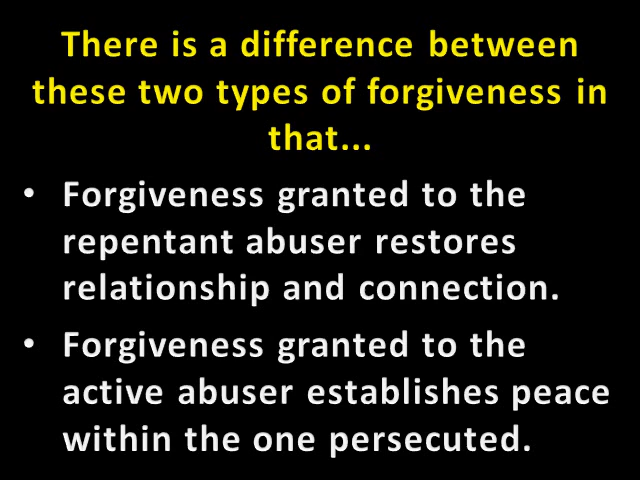 There is a difference between
these two types of forgiveness in
that...
• Forgiveness granted to the
repentant abuser restores
relationship and connection.
• Forgiveness granted to the
active abuser establishes peace
within the one persecuted.